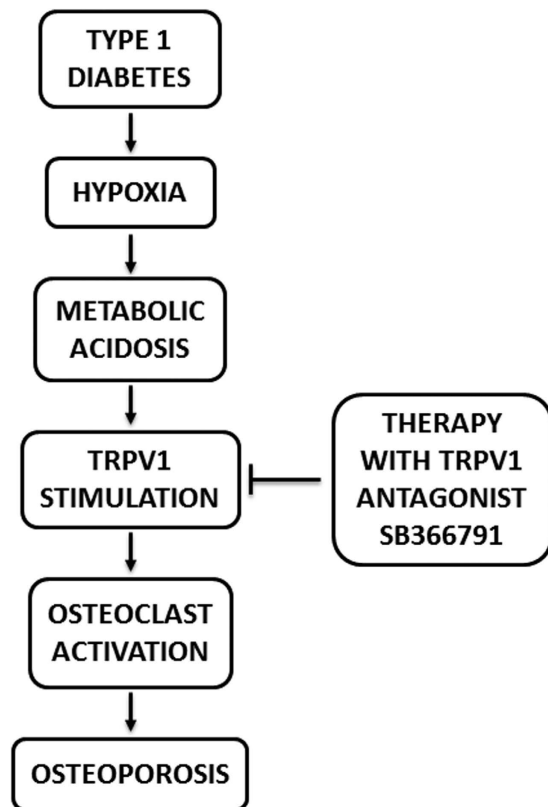 TYPE 1
DIABETES
HYPOXIA
METABOLIC
ACIDOSIS
TRPV1
STIMULATION
THERAPY
WITH TRPV1
ANTAGONIST
SB366791
OSTEOCLAST
ACTIVATION
OSTEOPOROSIS